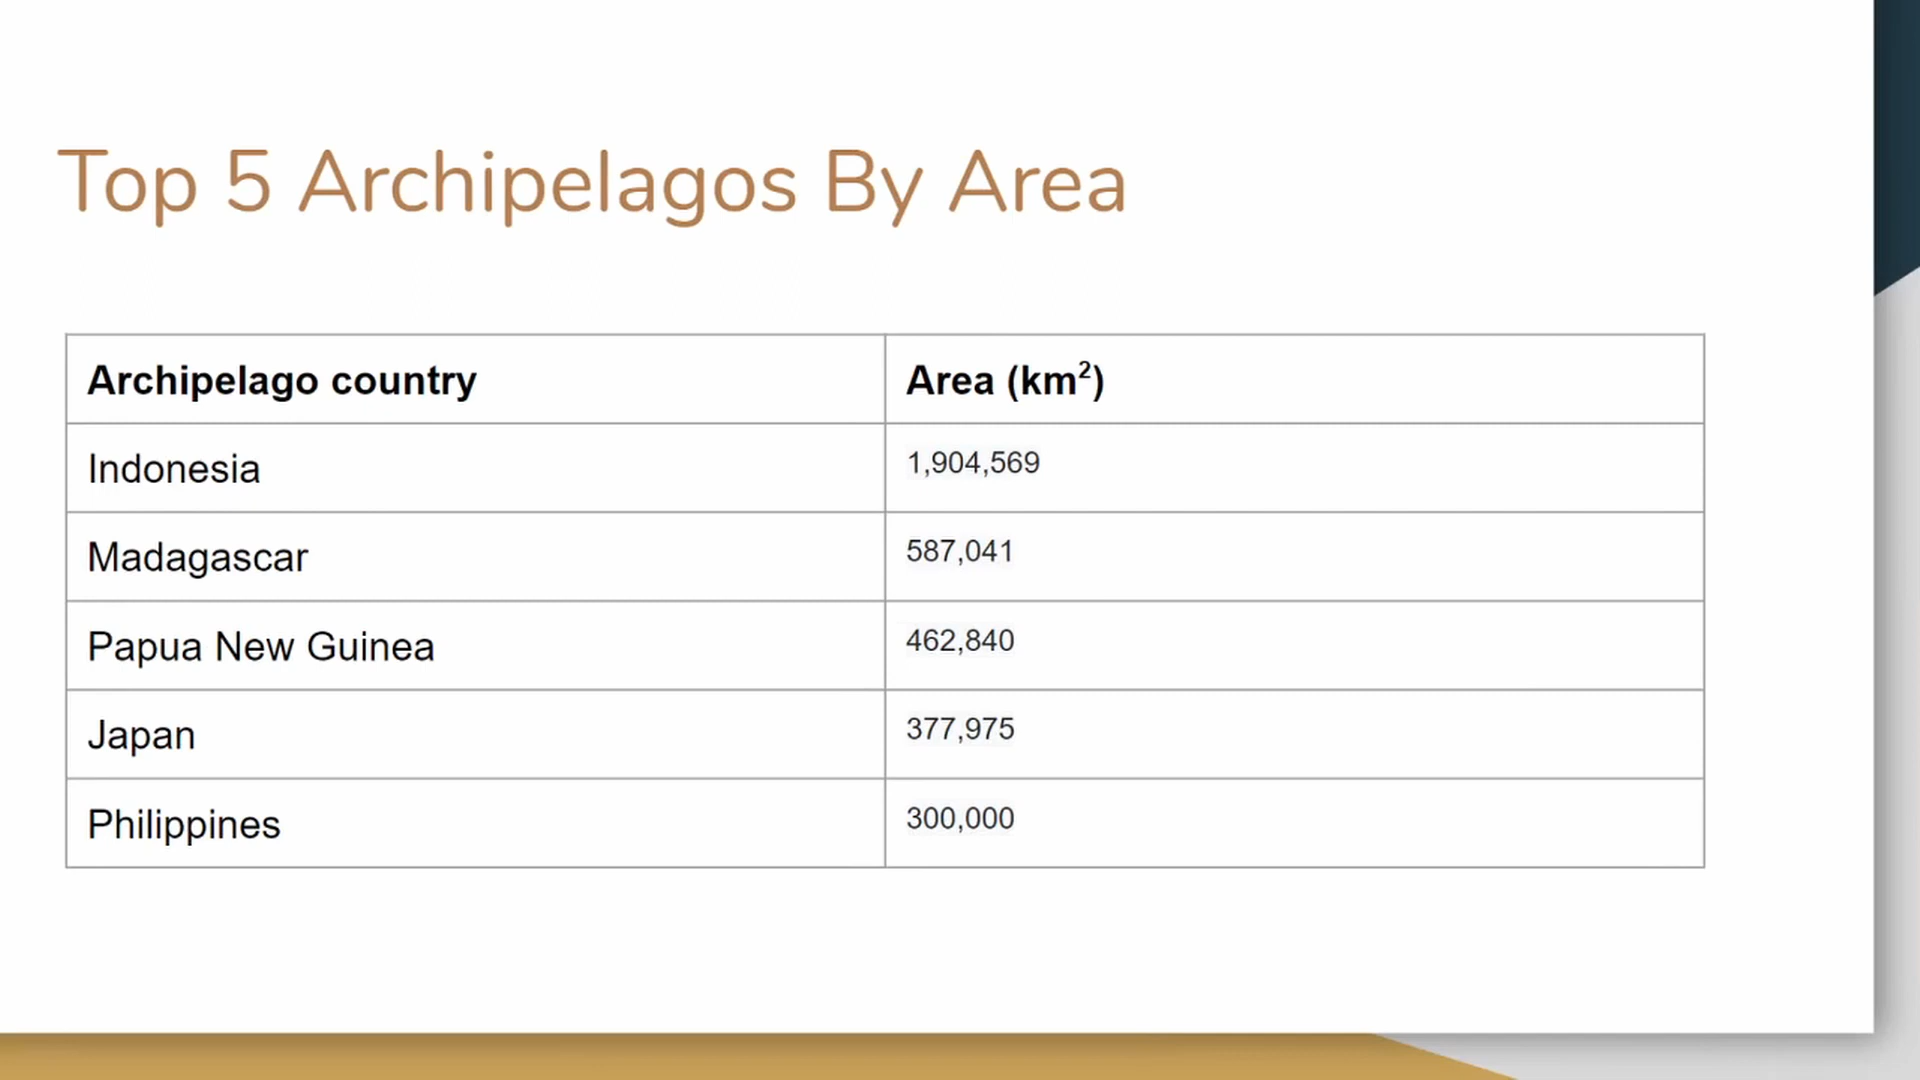 Top 5 Archipelagos By Area
Archipelago country Area (km²)
Indonesia 1,904,569
Madagascar 587,041
Papua New Guinea 462,840
Japan 377,975
Philippines 300,000